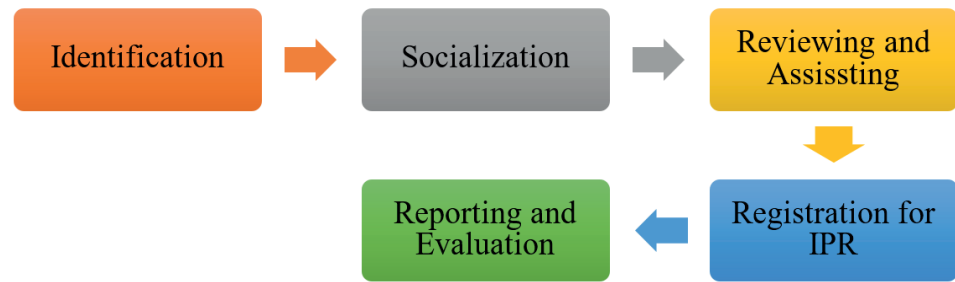 Identification
Socialization
Reviewing and
Assissting
Registration for
IPR
Reporting and
Evaluation